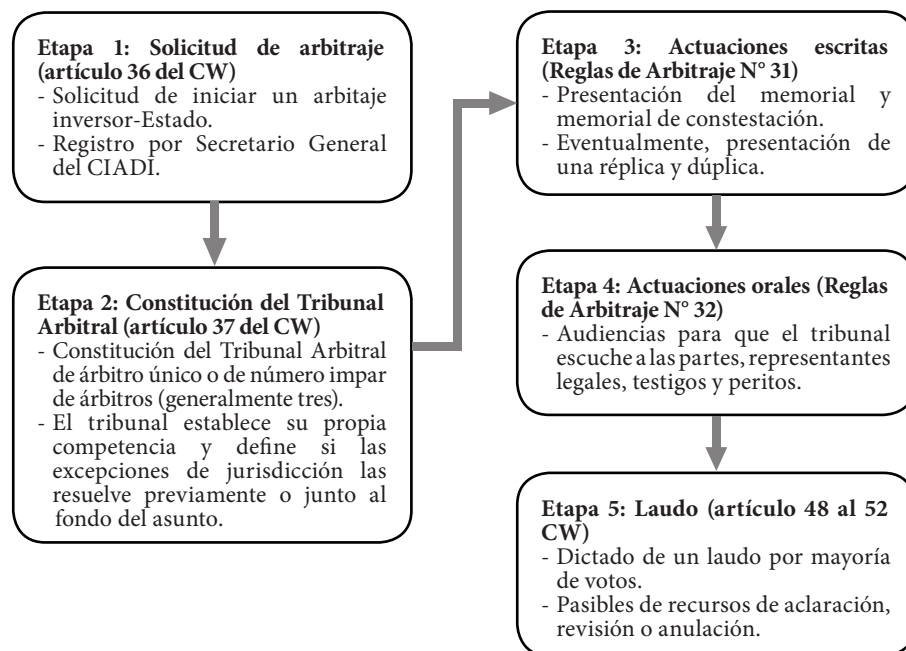 Etapa 1: Solicitud de arbitraje
(artículo 36 del CW)
- Solicitud de iniciar un arbitaje
inversor-Estado.
- Registro por Secretario General
del CIADI.
Etapa 2: Constitución del Tribunal
Arbitral (artículo 37 del CW)
- Constitución del Tribunal Arbitral
de árbitro único o de número impar
de árbitros (generalmente tres).
- El tribunal establece su propia
competencia y define si las
excepciones de jurisdicción las
resuelve previamente o junto al
fondo del asunto.
Etapa 3: Actuaciones escritas
(Reglas de Arbitraje N° 31)
- Presentación del memorial y
memorial de constestación.
- Eventualmente, presentación de
una réplica y dúplica.
Etapa 4: Actuaciones orales (Reglas
de Arbitraje N° 32)
- Audiencias para que el tribunal
escuche a las partes, representantes
legales, testigos y peritos.
Etapa 5: Laudo (artículo 48 al 52
CW)
- Dictado de un laudo por mayoría
de votos.
- Pasibles de recursos de aclaración,
revisión o anulación.